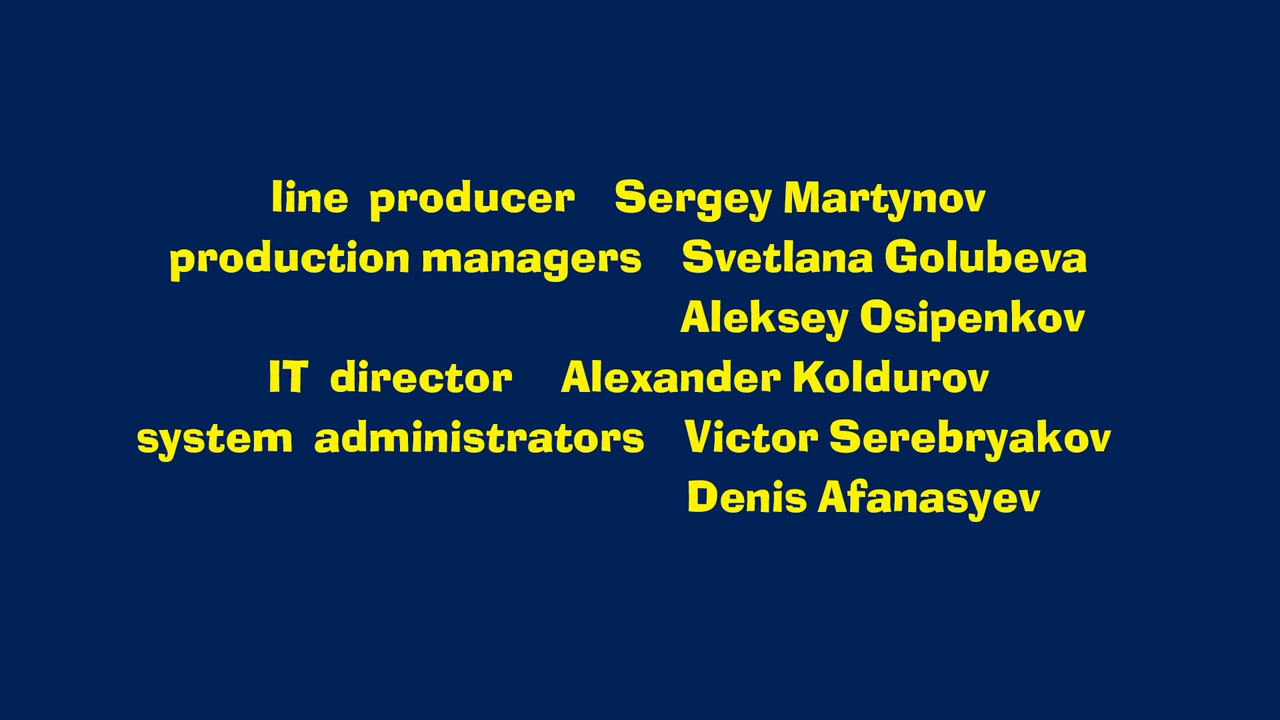 line producer Sergey Martynov
production managers Svetlana Golubeva
Aleksey Osipenkov
IT director Alexander Koldurov
system administrators Victor Serebryakov
Denis Afanasyev